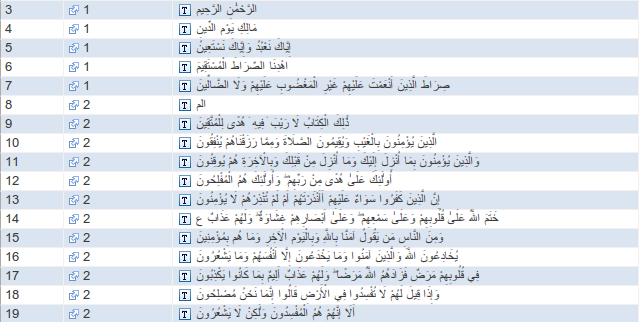 3 1 T الرَّحْمَٰنِ الرَّحِيمِ
4 1 T مَالِكِ يَوْمِ الدِّينِ
5 1 T إِيَّاكَ نَعْبُدُ وَإِيَّاكَ نَسْتَعِينُ
6 1 T اهْدِنَا الصِّرَاطَ الْمُسْتَقِيمَ
7 1 T صِرَاطَ الَّذِينَ أَنْعَمْتَ عَلَيْهِمْ غَيْرِ الْمَغْضُوبِ عَلَيْهِمْ وَلَا الضَّالِّينَ
8 2 T الم
9 2 T ذَٰلِكَ الْكِتَابُ لَا رَيْبَ ۛ فِيهِ ۛ هُدًى لِلْمُتَّقِينَ
10 2 T الَّذِينَ يُؤْمِنُونَ بِالْغَيْبِ وَيُقِيمُونَ الصَّلَاةَ وَمِمَّا رَزَقْنَاهُمْ يُنْفِقُونَ
11 2 T وَالَّذِينَ يُؤْمِنُونَ بِمَا أُنْزِلَ إِلَيْكَ وَمَا أُنْزِلَ مِنْ قَبْلِكَ وَبِالْآخِرَةِ هُمْ يُوقِنُونَ
12 2 T أُولَٰئِكَ عَلَىٰ هُدًى مِنْ رَبِّهِمْ ۖ وَأُولَٰئِكَ هُمُ الْمُفْلِحُونَ
13 2 T إِنَّ الَّذِينَ كَفَرُوا سَوَاءٌ عَلَيْهِمْ أَأَنْذَرْتَهُمْ أَمْ لَمْ تُنْذِرْهُمْ لَا يُؤْمِنُونَ
14 2 T خَتَمَ اللَّهُ عَلَىٰ قُلُوبِهِمْ وَعَلَىٰ سَمْعِهِمْ ۖ وَعَلَىٰ أَبْصَارِهِمْ غِشَاوَةٌ ۖ وَلَهُمْ عَذَابٌ ع
15 2 T وَمِنَ النَّاسِ مَنْ يَقُولُ آمَنَّا بِاللَّهِ وَبِالْيَوْمِ الْآخِرِ وَمَا هُمْ بِمُؤْمِنِينَ
16 2 T يُخَادِعُونَ اللَّهَ وَالَّذِينَ آمَنُوا وَمَا يَخْدَعُونَ إِلَّا أَنْفُسَهُمْ وَمَا يَشْعُرُونَ
17 2 T فِي قُلُوبِهِمْ مَرَضٌ فَزَادَهُمُ اللَّهُ مَرَضًا ۖ وَلَهُمْ عَذَابٌ أَلِيمٌ بِمَا كَانُوا يَكْذِبُونَ
18 2 T وَإِذَا قِيلَ لَهُمْ لَا تُفْسِدُوا فِي الْأَرْضِ قَالُوا إِنَّمَا نَحْنُ مُصْلِحُونَ
19 2 T أَلَا إِنَّهُمْ هُمُ الْمُفْسِدُونَ وَلَٰكِنْ لَا يَشْعُرُونَ